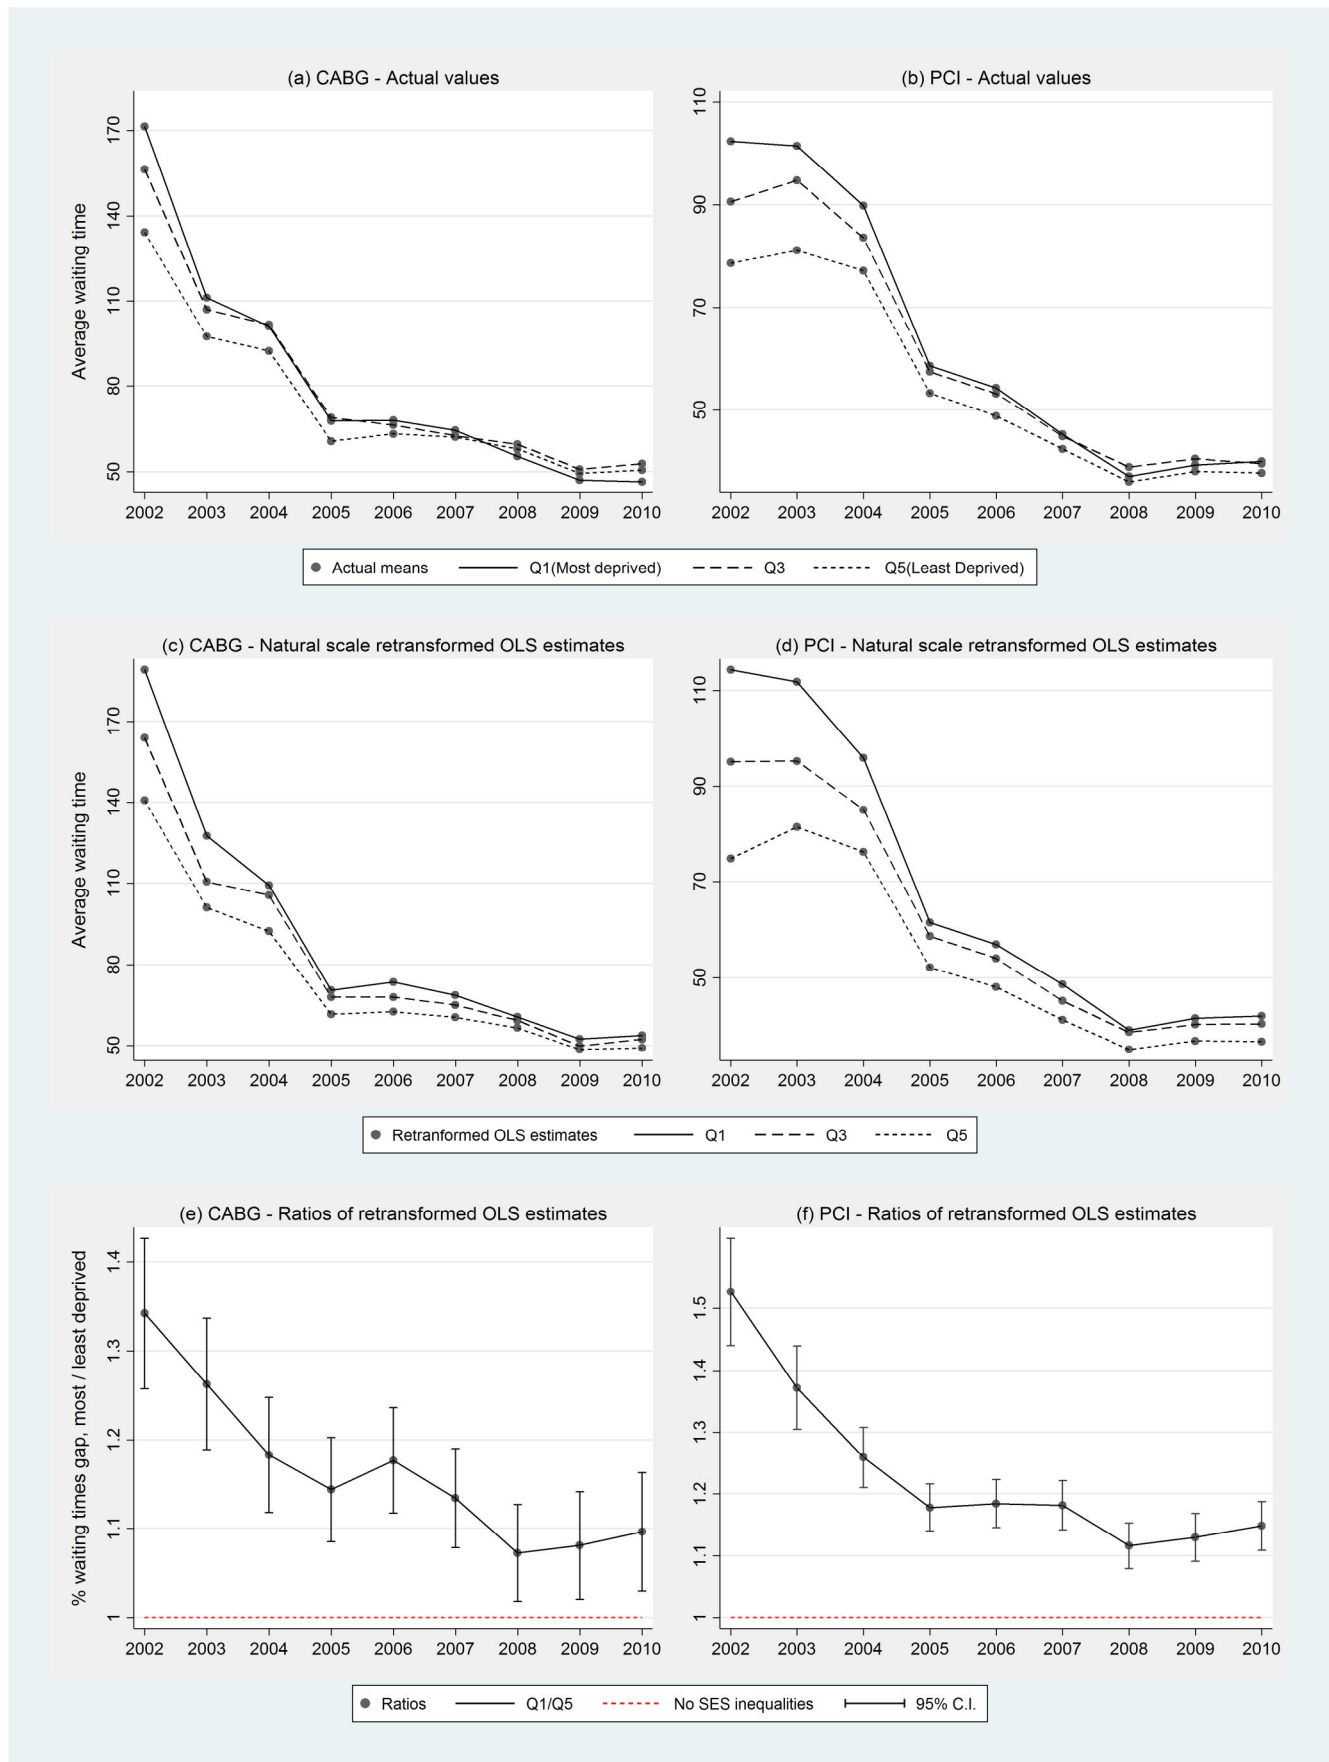 (a) CABG - Actual values
Average waiting time
170
140
110
80
50
2002 2003 2004 2005 2006 2007 2008 2009 2010
(b) PCI - Actual values
110
90
70
50
2002 2003 2004 2005 2006 2007 2008 2009 2010
Actual means Q1(Most deprived) Q3 Q5(Least Deprived)
(c) CABG - Natural scale retransformed OLS estimates
Average waiting time
170
140
110
80
50
2002 2003 2004 2005 2006 2007 2008 2009 2010
(d) PCI - Natural scale retransformed OLS estimates
110
90
70
50
2002 2003 2004 2005 2006 2007 2008 2009 2010
Retranformed OLS estimates Q1 Q3 Q5
(e) CABG - Ratios of retransformed OLS estimates
% waiting times gap, most / least deprived
1.4
1.3
1.2
1.1
1
2002 2003 2004 2005 2006 2007 2008 2009 2010
(f) PCI - Ratios of retransformed OLS estimates
1.5
1.4
1.3
1.2
1.1
1
2002 2003 2004 2005 2006 2007 2008 2009 2010
Ratios Q1/Q5 No SES inequalities 95% C.I.